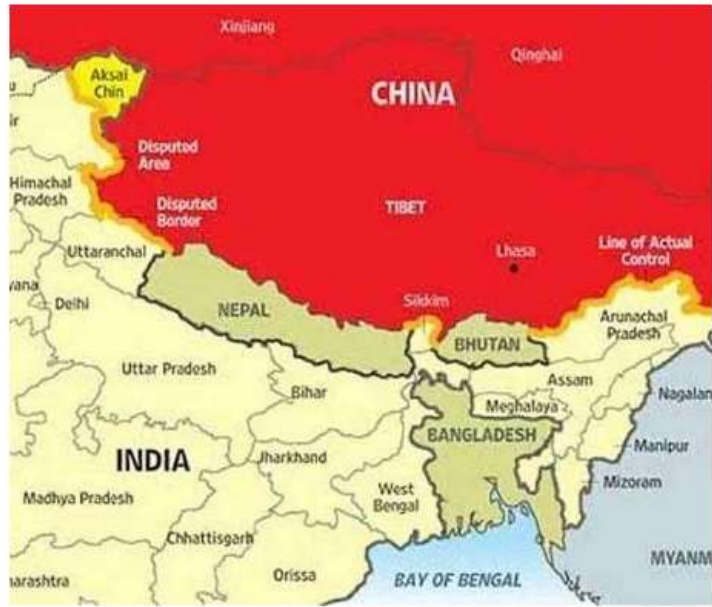 Xinjiang
Qinghai
Aksai
Chin
CHINA
Disputed
Area
Himachal
Pradesh
Disputed
Border
TIBET
Uttaranchal
Lhasa
Line of Actual
Control
Delhi
NEPAL
Sikkim
BHUTAN
Arunachal
Pradesh
Uttar Pradesh
Bihar
Assam
Meghalaya
Nagalan
BANGLADESH
Manipur
INDIA
Jharkhand
Mizoram
West
Bengal
Madhya Pradesh
Chhattisgarh
MYANM
arashtra
Orissa
BAY OF BENGAL